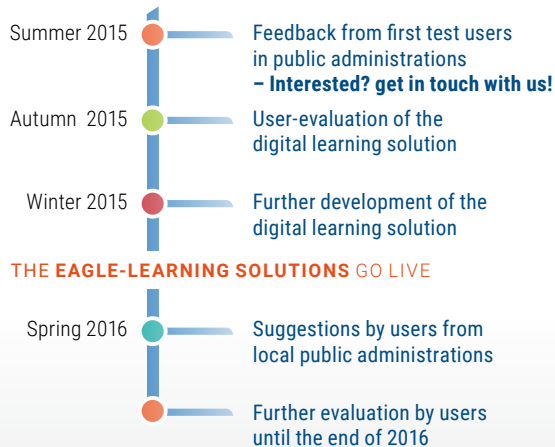 Summer 2015
Feedback from first test users
in public administrations
– Interested? get in touch with us!
Autumn 2015
User-evaluation of the
digital learning solution
Winter 2015
Further development of the
digital learning solution
THE EAGLE-LEARNING SOLUTIONS GO LIVE
Spring 2016
Suggestions by users from
local public administrations
Further evaluation by users
until the end of 2016